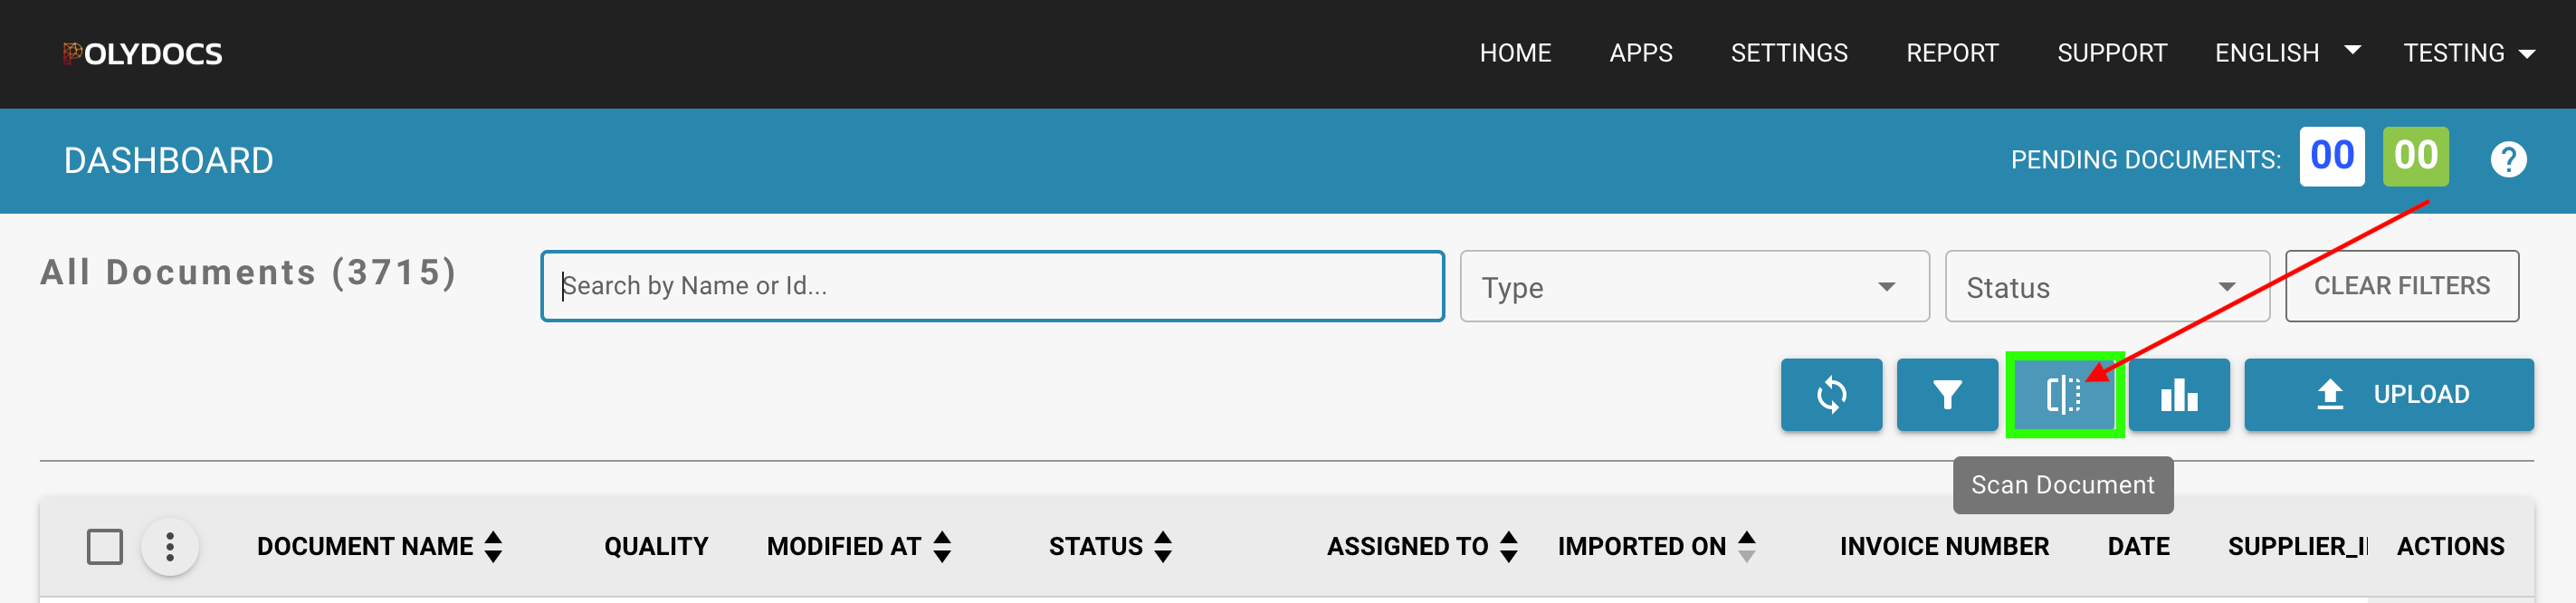 POLYDOCS
HOME APPS SETTINGS REPORT SUPPORT ENGLISH TESTING
DASHBOARD
PENDING DOCUMENTS: 00 00 ?
All Documents (3715)
Search by Name or Id...
Type
Status
CLEAR FILTERS
UPLOAD
Scan Document
DOCUMENT NAME QUALITY MODIFIED AT STATUS ASSIGNED TO IMPORTED ON INVOICE NUMBER DATE SUPPLIER_I ACTIONS